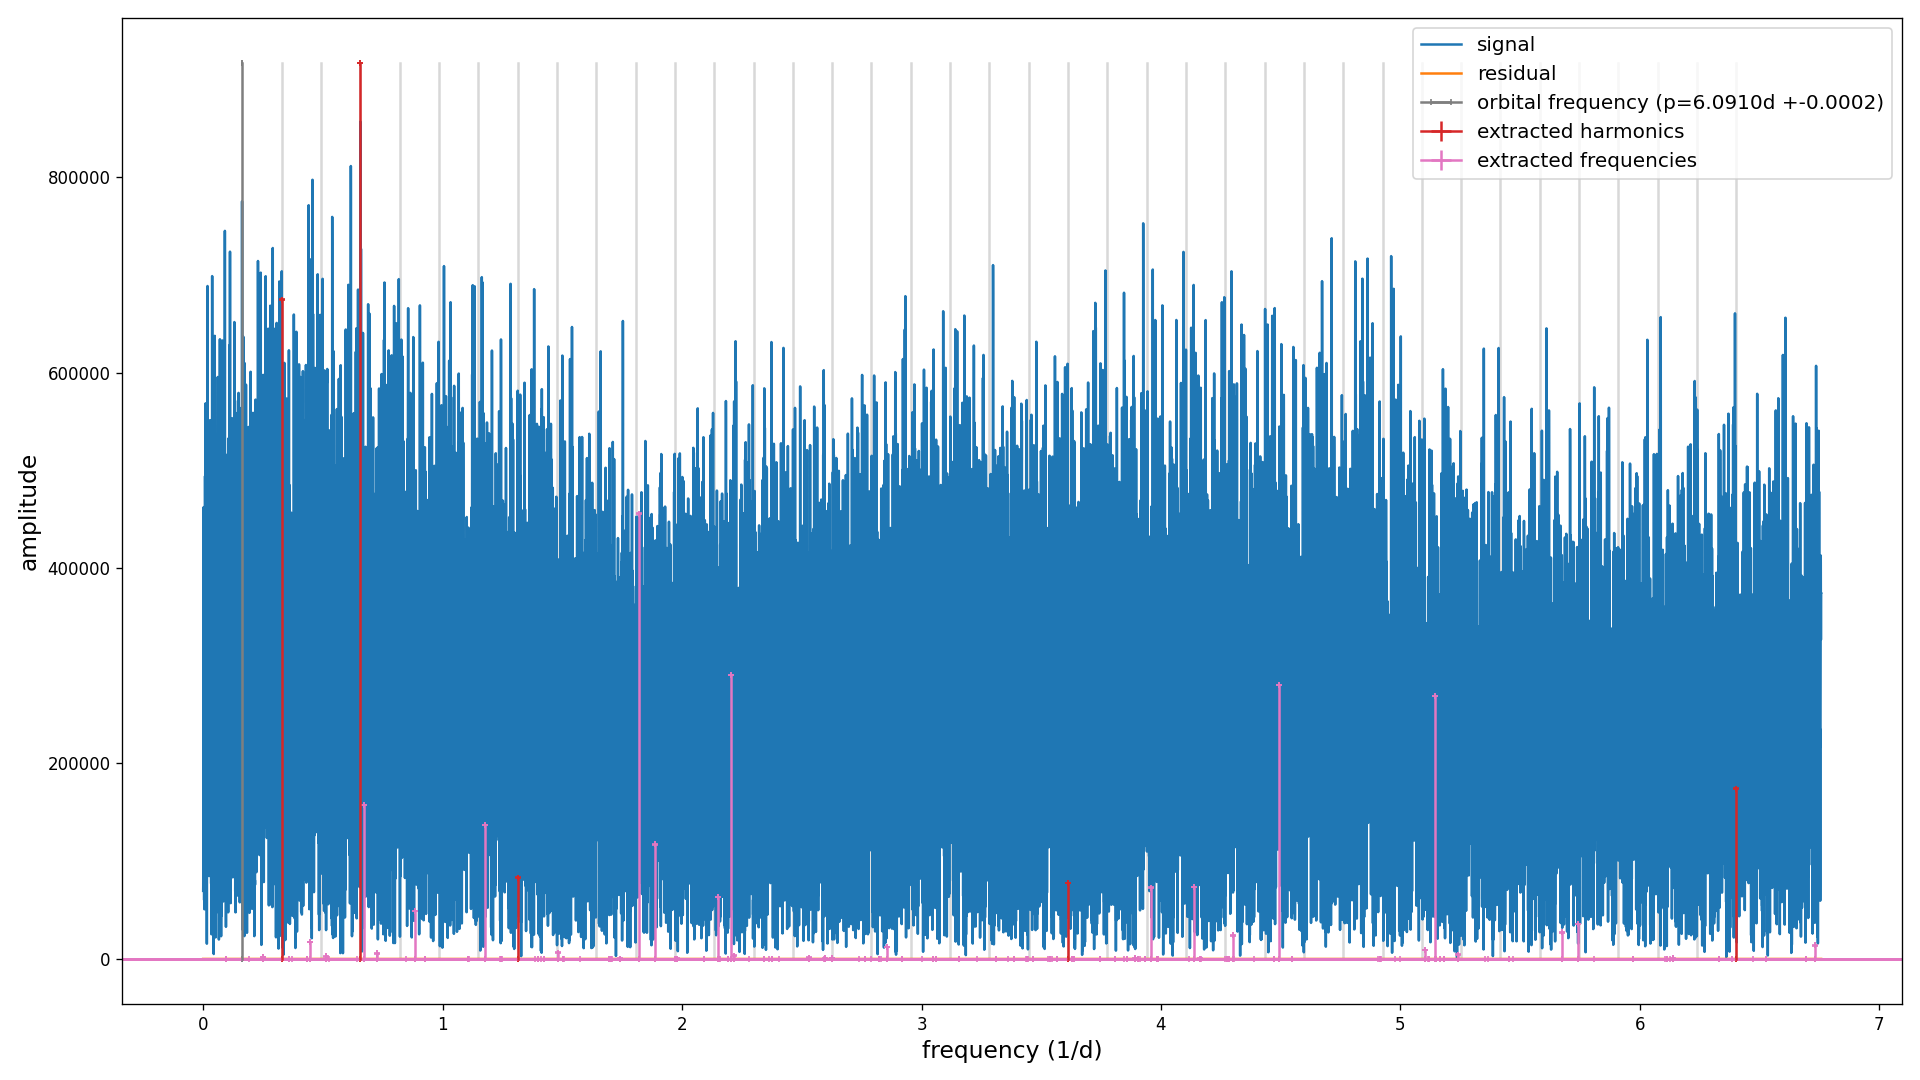 signal
residual
orbital frequency (p=6.0910d +-0.0002)
extracted harmonics
extracted frequencies
800000
600000
400000
200000
0
amplitude
0 1 2 3 4 5 6 7
frequency (1/d)